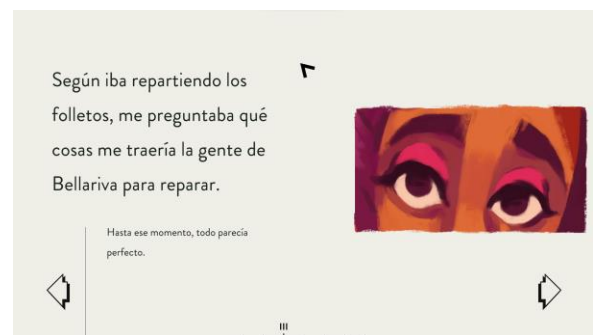 Según iba repartiendo los
folletos, me preguntaba qué
cosas me traería la gente de
Bellariva para reparar.
Hasta ese momento, todo parecía
perfecto.